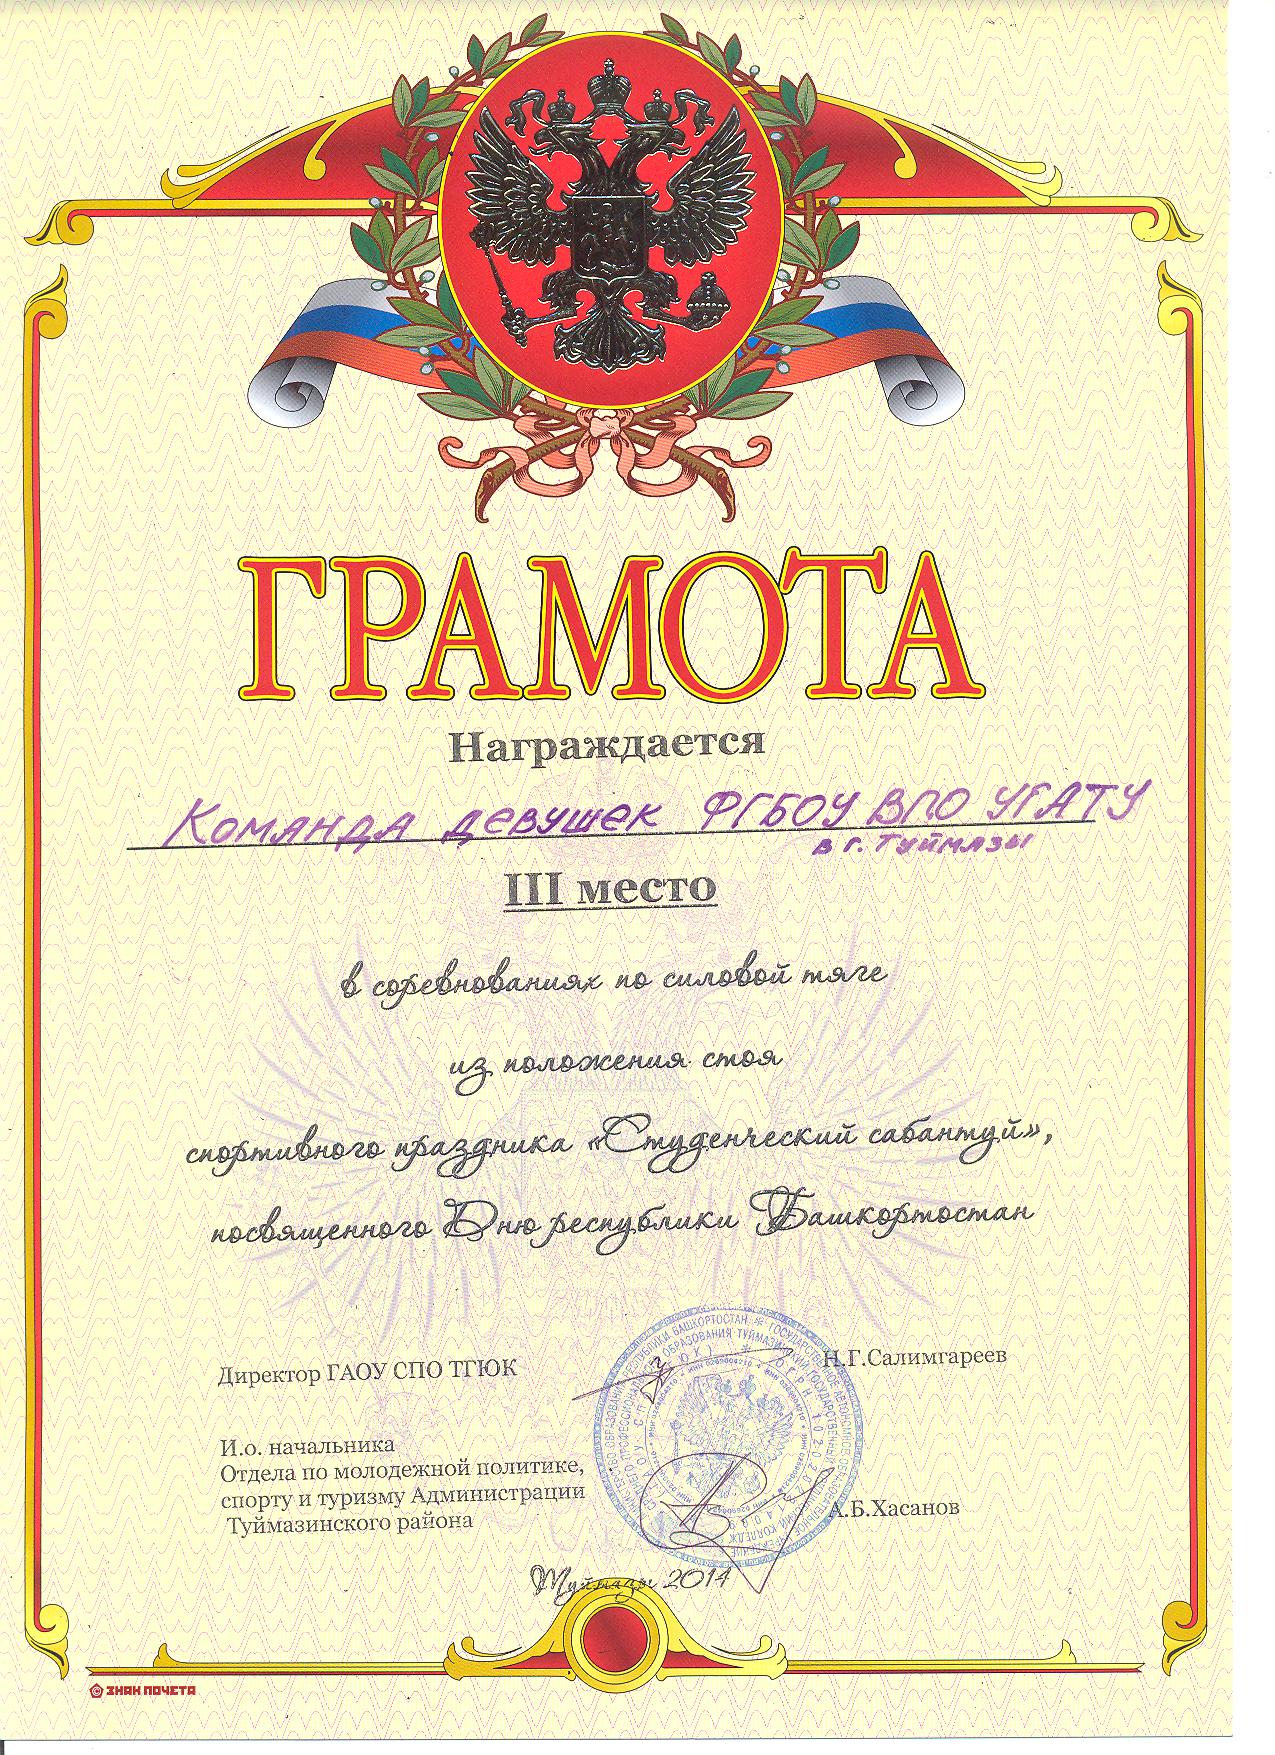 ГРАМОТА
Награждается
Команда девушек ФГБОУ ВПО УГАТУ
в г. Туймазы
III место
в соревнованиях по силовой тяге
из положения стоя
спортивного праздника «Студенческий сабантуй»,
посвященного Дню республики Башкортостан
Директор ГАОУ СПО ТГЮК
Н.Г.Салимгареев
И.о. начальника
Отдела по молодежной политике,
спорту и туризму Администрации
Туймазинского района
А.Б.Хасанов
Туймазы 2014
ЗНАК ПОЧЕТА